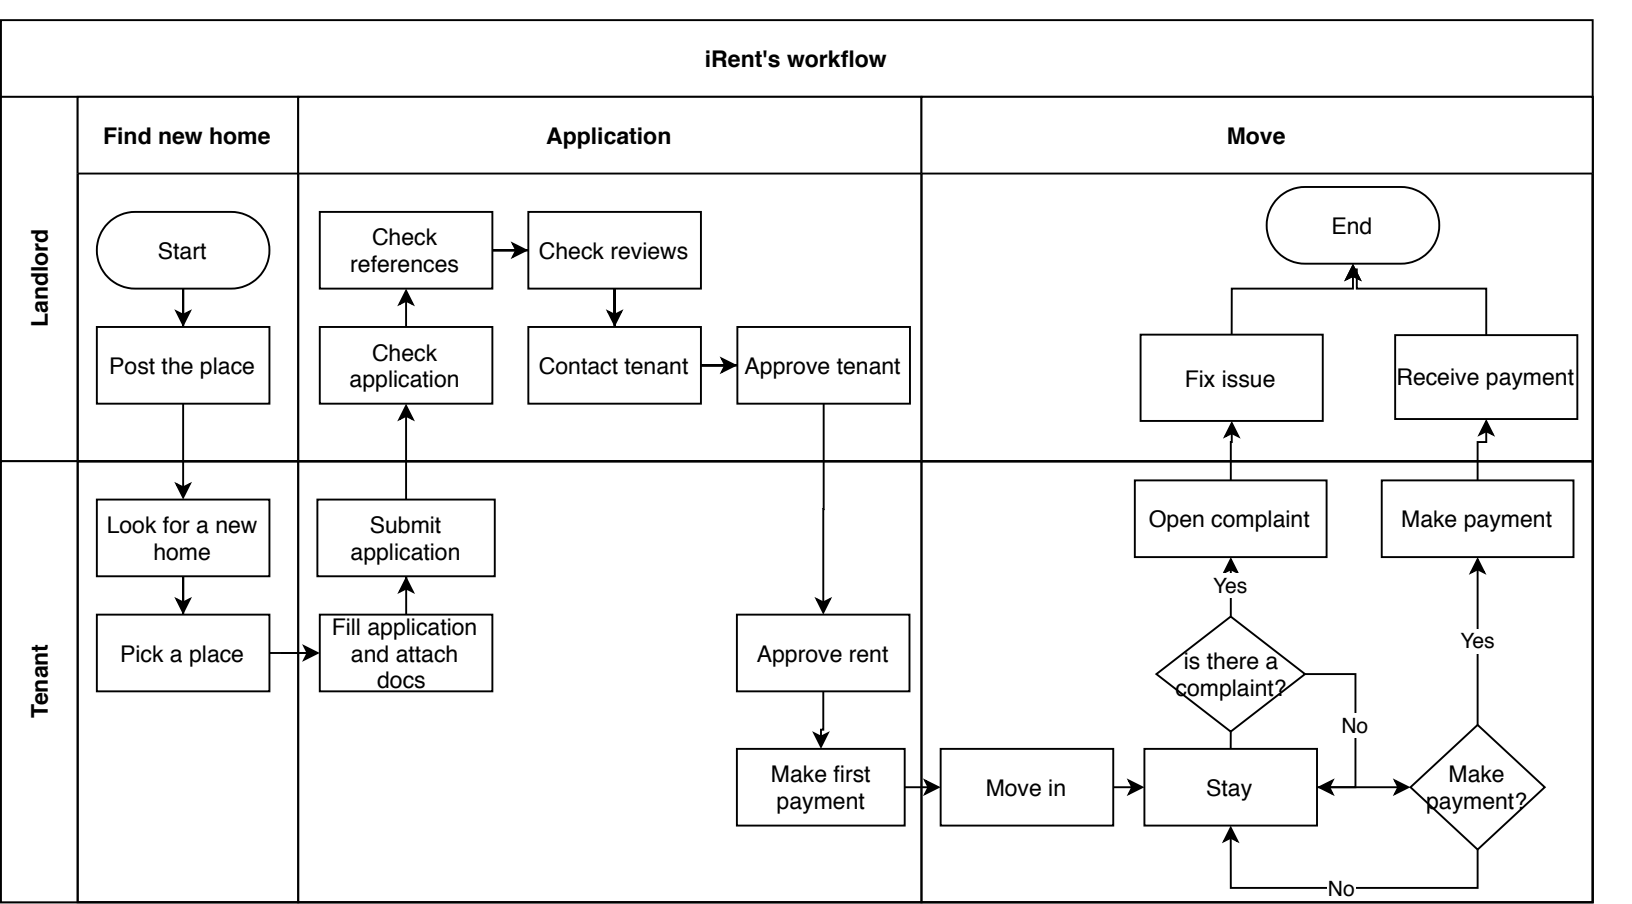 iRent's workflow
Find new home
Application
Move
Landlord
Start
Post the place
Check
references
Check reviews
Check
application
Contact tenant
Approve tenant
End
Fix issue
Receive payment
Tenant
Look for a new
home
Pick a place
Submit
application
Fill application
and attach
docs
Approve rent
Make first
payment
Move in
Stay
is there a
complaint?
Yes
No
Open complaint
Make payment
Yes
Make
payment?
No